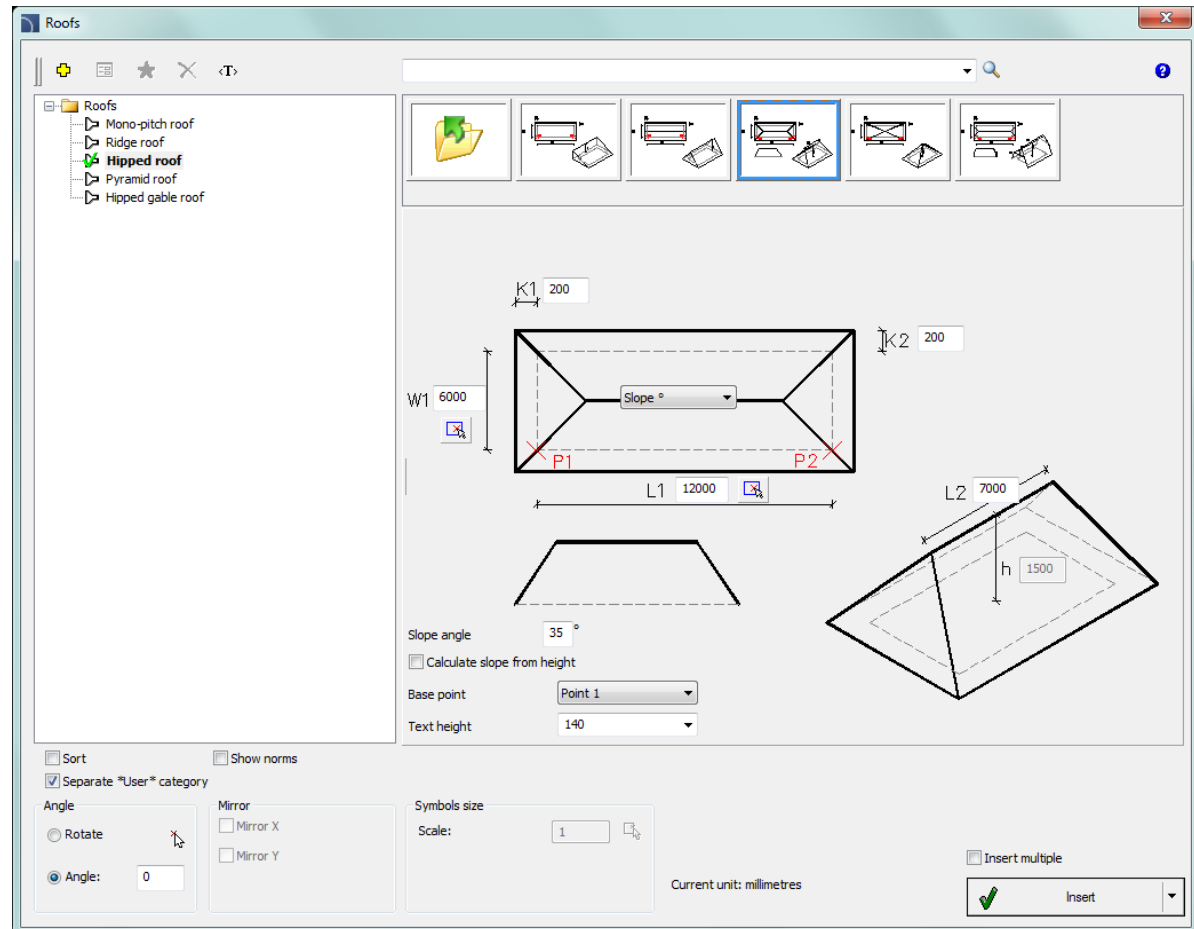 Roofs
x
<T>
?
Roofs
Mono-pitch roof
Ridge roof
Hipped roof
Pyramid roof
Hipped gable roof
K1 200
K2 200
W1 6000
Slope °
P1 P2
L1 12000
L2 7000
h 1500
Slope angle 35 °
Calculate slope from height
Base point Point 1
Text height 140
Sort Show norms
Separate *User* category
Angle Mirror Symbols size
Rotate Mirror X Scale: 1
Mirror Y
Angle: 0
Current unit: millimetres
Insert multiple
Insert